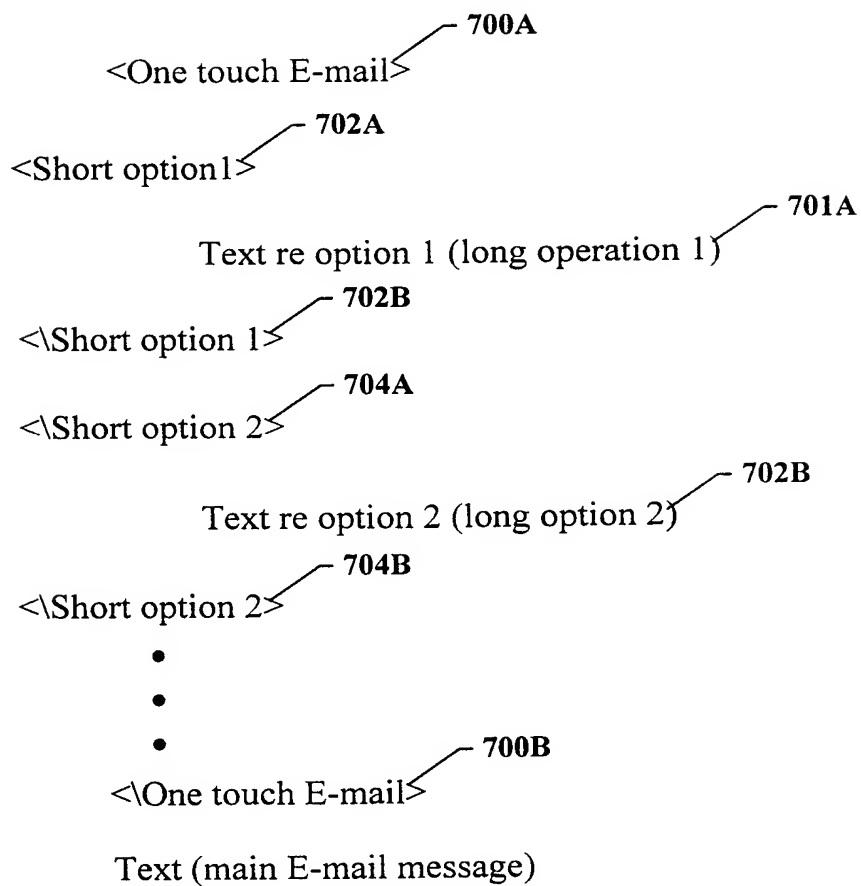 700A
<One touch E-mail>
702A
<Short option1>
701A
Text re option 1 (long operation 1)
702B
<\Short option 1>
704A
<\Short option 2>
702B
Text re option 2 (long option 2)
704B
<\Short option 2>
700B
<\One touch E-mail>
Text (main E-mail message)